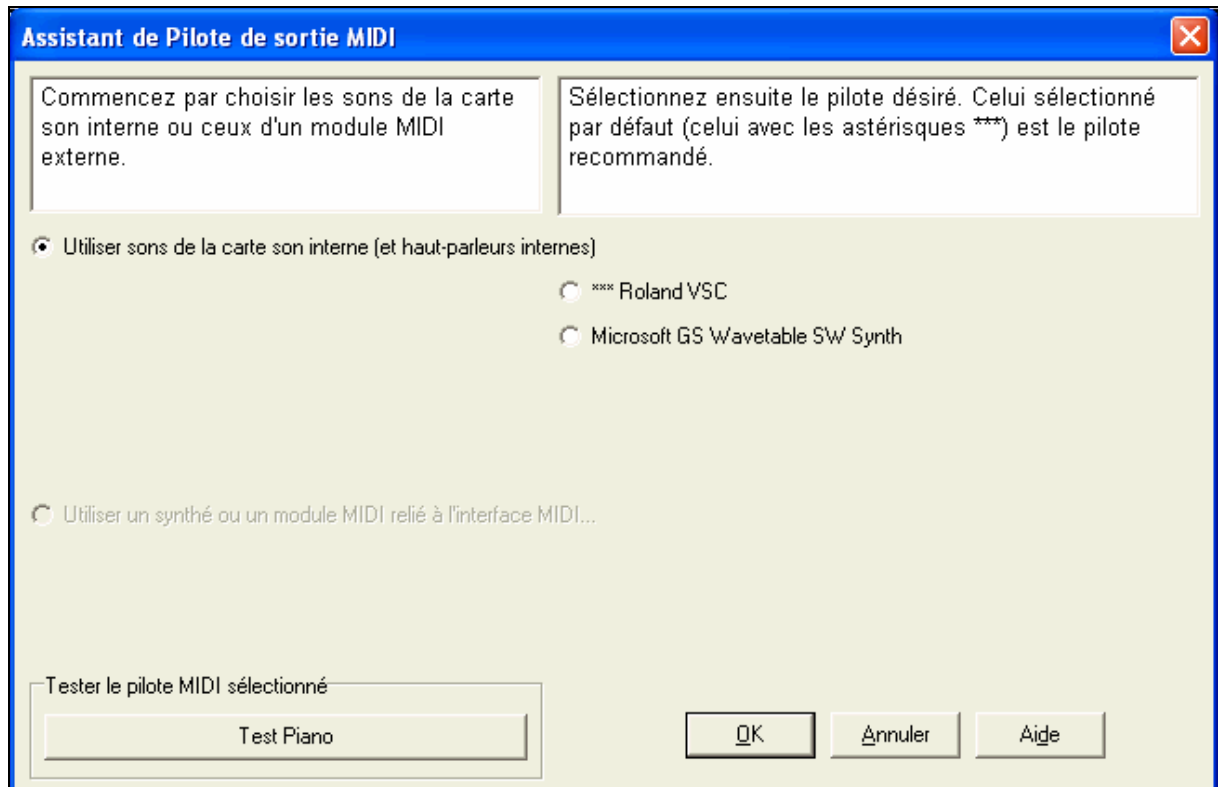 Assistant de Pilote de sortie MIDI
Commencez par choisir les sons de la carte
son interne ou ceux d'un module MIDI
externe.
Sélectionnez ensuite le pilote désiré. Celui sélectionné
par défaut (celui avec les astérisques ***) est le pilote
recommandé.
Utiliser sons de la carte son interne (et haut-parleurs internes)
*** Roland VSC
Microsoft GS Wavetable SW Synth
Utiliser un synthé ou un module MIDI relié à l'interface MIDI...
Tester le pilote MIDI sélectionné
Test Piano
OK
Annuler
Aide